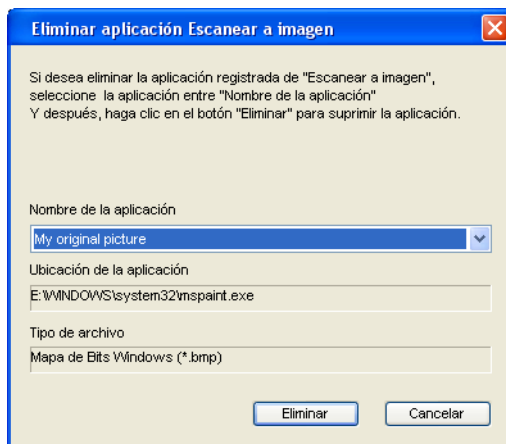 Eliminar aplicación Escanear a imagen
Si desea eliminar la aplicación registrada de "Escanear a imagen",
seleccione la aplicación entre "Nombre de la aplicación"
Y después, haga clic en el botón "Eliminar" para suprimir la aplicación.
Nombre de la aplicación
My original picture
Ubicación de la aplicación
E:\WINDOWS\system32\mspaint.exe
Tipo de archivo
Mapa de Bits Windows (*.bmp)
Eliminar
Cancelar